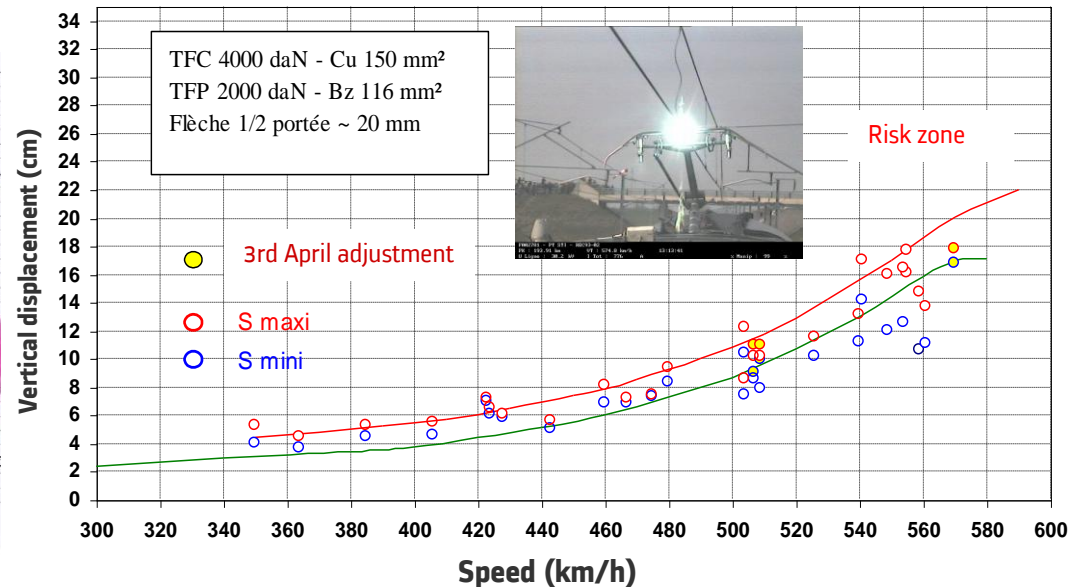 34
32
30
28
26
24
22
20
18
16
14
12
10
8
6
4
2
0
Vertical displacement (cm)
TFC 4000 daN - Cu 150 mm²
TFP 2000 daN - Bz 116 mm²
Flèche 1/2 portée ~ 20 mm
Risk zone
3rd April adjustment
S maxi
S mini
300 320 340 360 380 400 420 440 460 480 500 520 540 560 580 600
Speed (km/h)